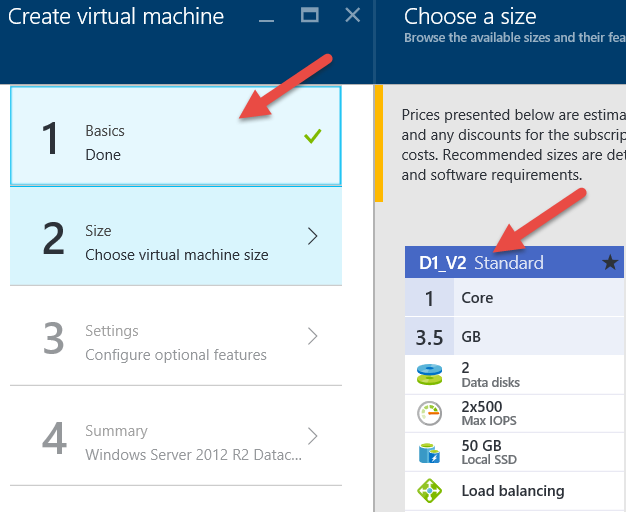 Create virtual machine
1
Basics
Done
2
Size
Choose virtual machine size
3
Settings
Configure optional features
4
Summary
Windows Server 2012 R2 Datac...
Choose a size
Browse the available sizes and their fea
Prices presented below are estima
and any discounts for the subscrip
costs. Recommended sizes are det
and software requirements.
D1_V2 Standard
1 Core
3.5 GB
2
Data disks
2x500
Max IOPS
50 GB
Local SSD
Load balancing